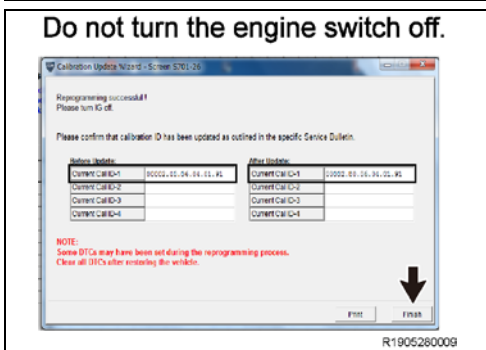 Do not turn the engine switch off.
Calibration Update Wizard - Screen S701-26
Reprogramming successful!
Please turn IG off.
Please confirm that calibration ID has been updated as outlined in the specific Service Bulletin.
Before Update: After Update:
Current Cal ID-1 Current Cal ID-1
Current Cal ID-2 Current Cal ID-2
Current Cal ID-3 Current Cal ID-3
Current Cal ID-4 Current Cal ID-4
NOTE:
Some DTCs may have been set during the reprogramming process.
Clear all DTCs after restoring the vehicle.
Print Finish
R1905280009